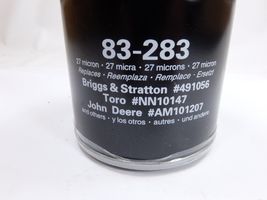 83-283
27 micron - 27 micra - 27 microns - 27 micron
Replaces - Reemplaza - Remplace - Ersetzt
Briggs & Stratton #491056
Toro #NN10147
John Deere #AM101207
and others - y los otros - autres - und andere